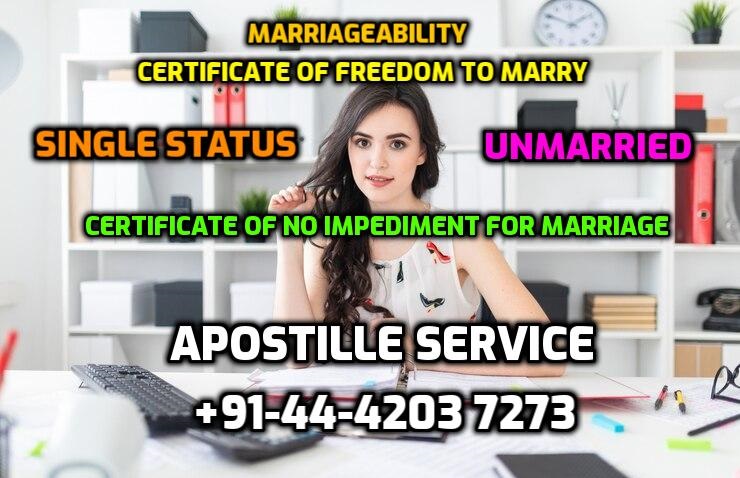 MARRIAGEABILITY
CERTIFICATE OF FREEDOM TO MARRY
SINGLE STATUS
UNMARRIED
CERTIFICATE OF NO IMPEDIMENT FOR MARRIAGE
APOSTILLE SERVICE
+91-44-4203 7273